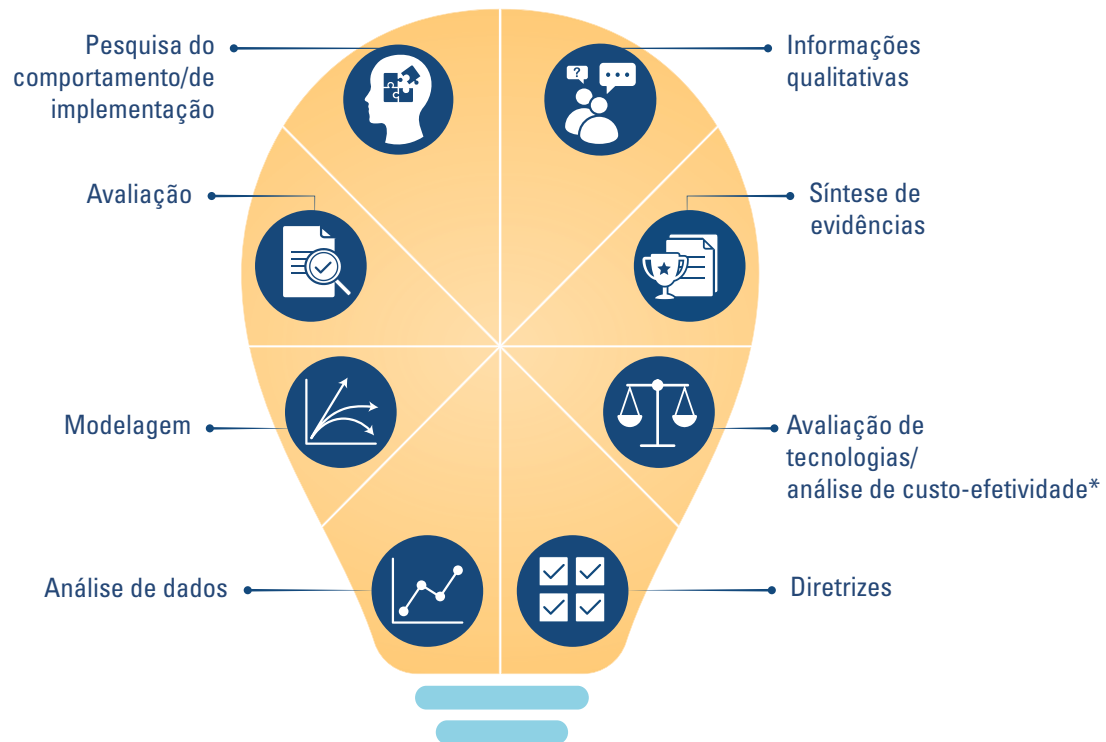 Pesquisa do
comportamento/de
implementação
Informações
qualitativas
?
Avaliação
Síntese de
evidências
Modelagem
Avaliação de
tecnologias/
análise de custo-efetividade*
Análise de dados
Diretrizes